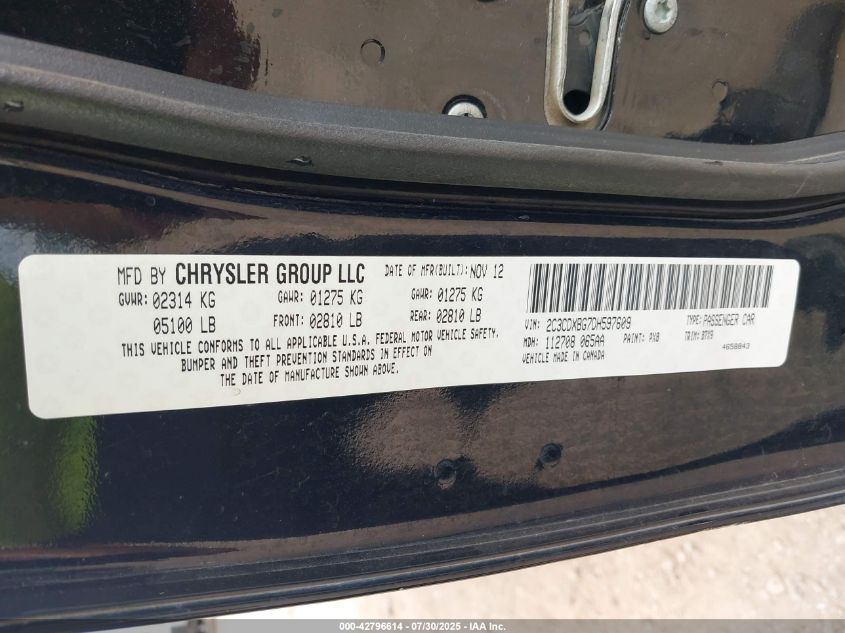 MFD BY CHRYSLER GROUP LLC DATE OF MFR(BUILT): NOV 12
GVWR: 02314 KG GAWR: 01275 KG GAWR: 01275 KG
05100 LB FRONT: 02810 LB REAR: 02810 LB
THIS VEHICLE CONFORMS TO ALL APPLICABLE U.S.A. FEDERAL MOTOR VEHICLE SAFETY,
BUMPER AND THEFT PREVENTION STANDARDS IN EFFECT ON
THE DATE OF MANUFACTURE SHOWN ABOVE.
VIN: 2C3CDXBG7DH597609 TYPE: PASSENGER CAR
MDH: 112708 065AA PAINT: PXB TRIM: B7X9
VEHICLE MADE IN CANADA 4658843
000-42796614 / 07/30/2025 - IAA Inc.